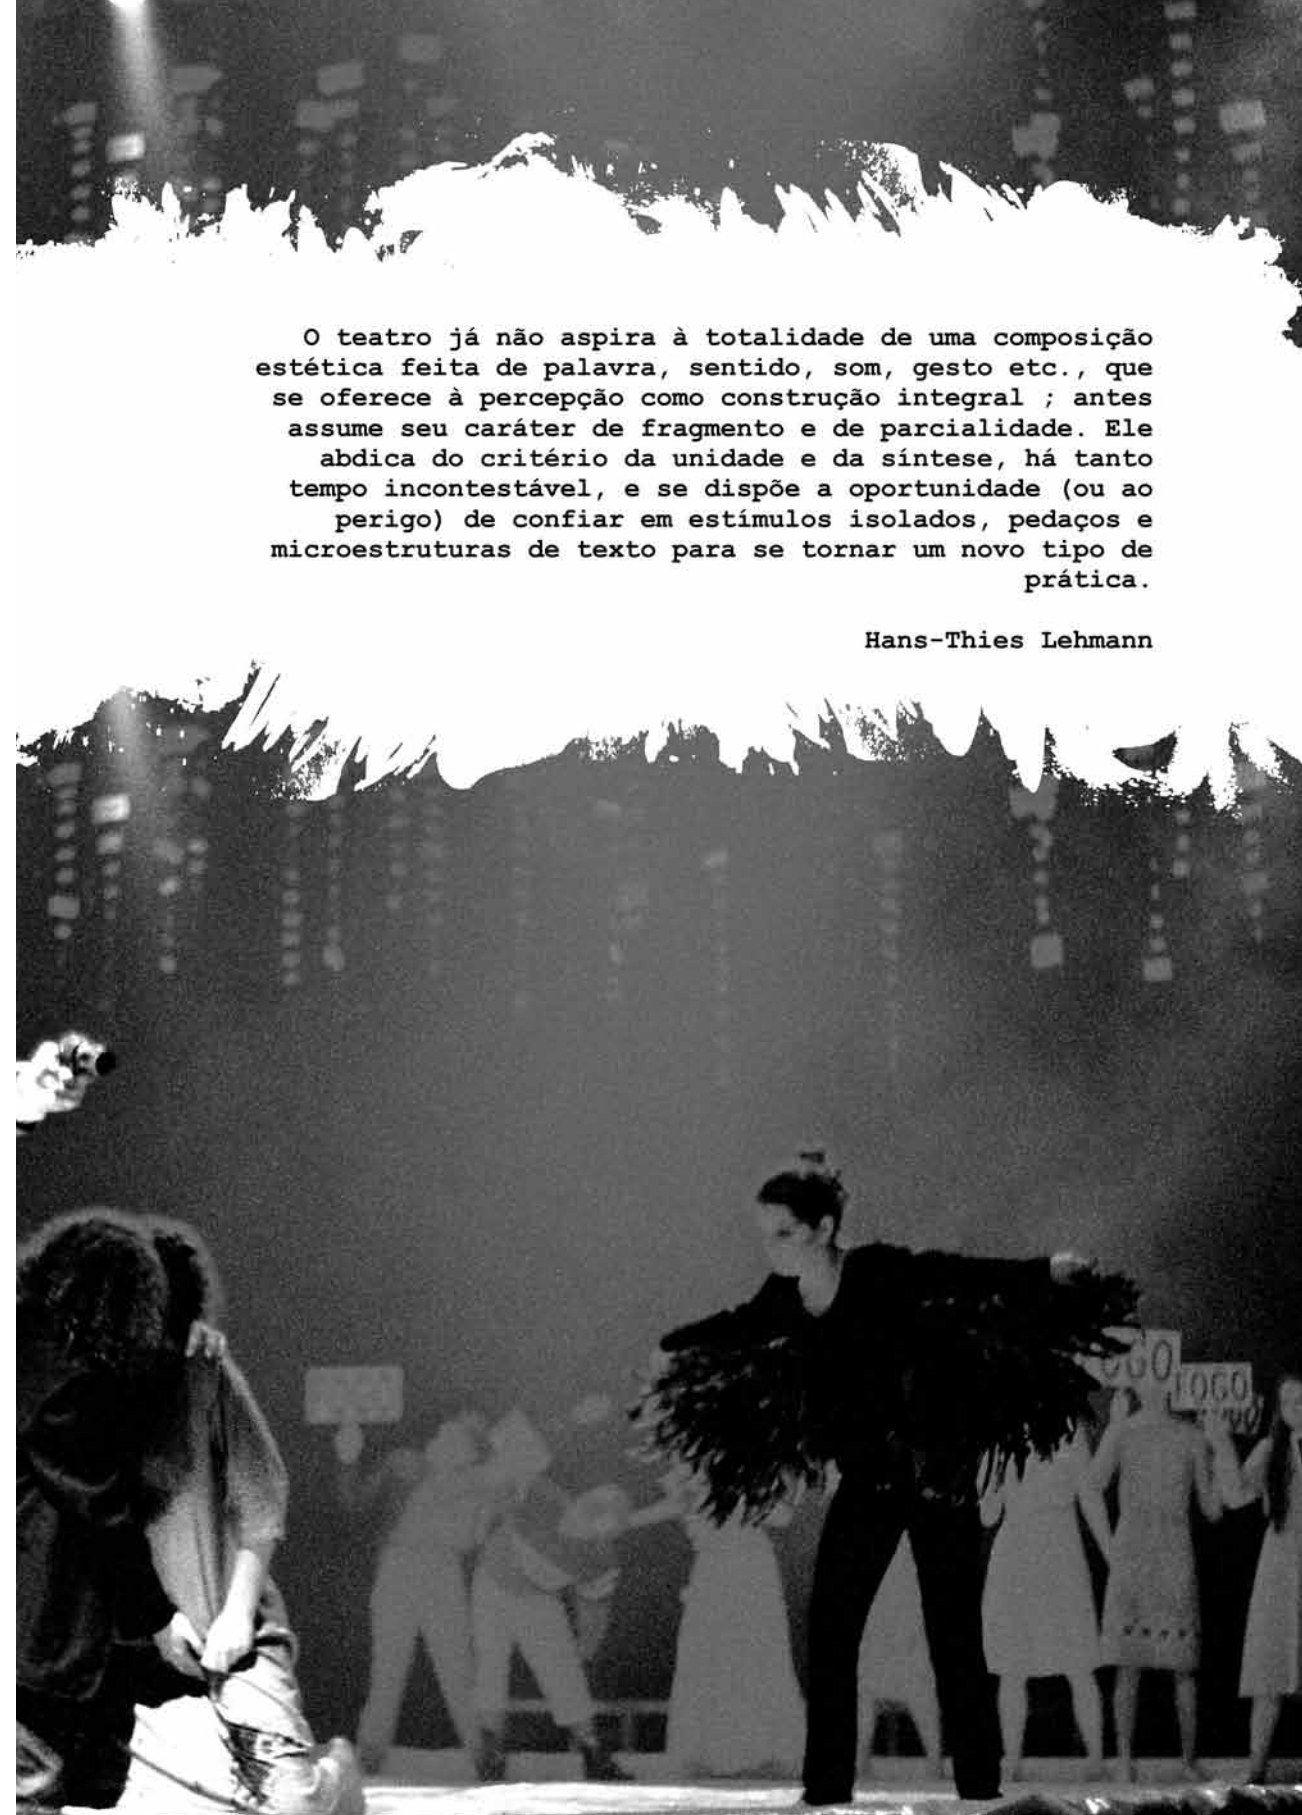 O teatro já não aspira à totalidade de uma composição
estética feita de palavra, sentido, som, gesto etc., que
se oferece à percepção como construção integral ; antes
assume seu caráter de fragmento e de parcialidade. Ele
abdica do critério da unidade e da síntese, há tanto
tempo incontestável, e se dispõe a oportunidade (ou ao
perigo) de confiar em estímulos isolados, pedaços e
microestruturas de texto para se tornar um novo tipo de
prática.
Hans-Thies Lehmann
FOGO